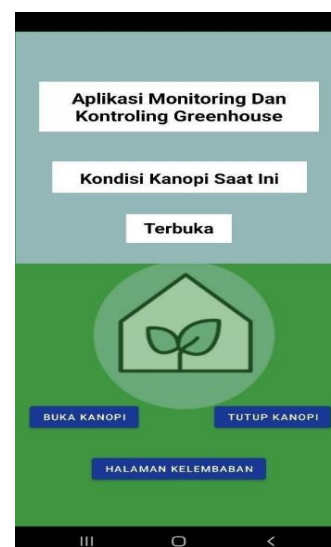 Aplikasi Monitoring Dan
Kontroling Greenhouse
Kondisi Kanopi Saat Ini
Terbuka
BUKA KANOPI
TUTUP KANOPI
HALAMAN KELEMBABAN